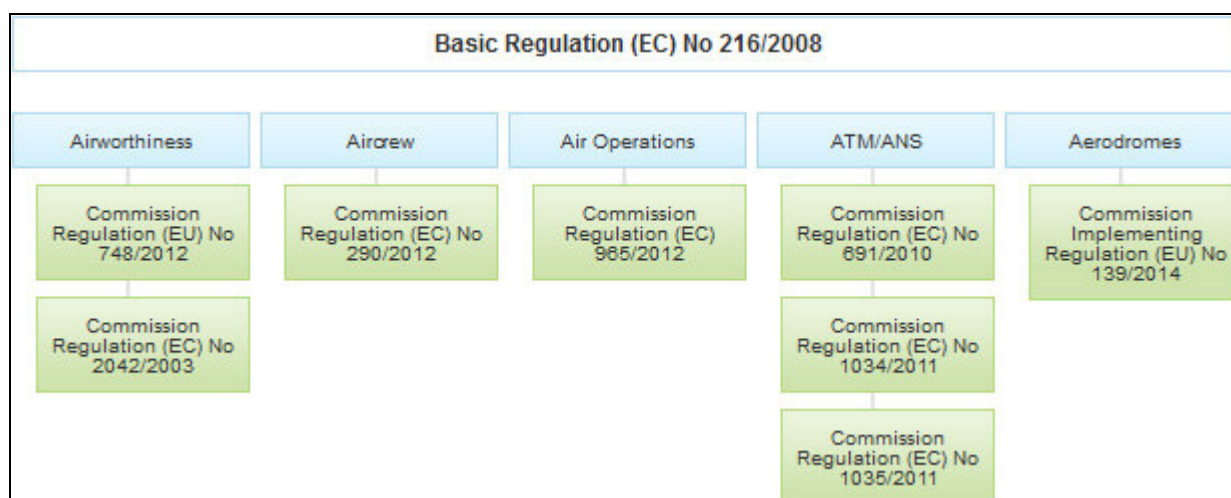 Basic Regulation (EC) No 216/2008
Airworthiness
Aircrew
Air Operations
ATM/ANS
Aerodromes
Commission
Regulation (EU) No
748/2012
Commission
Regulation (EC) No
290/2012
Commission
Regulation (EC)
965/2012
Commission
Regulation (EC) No
691/2010
Commission
Implementing
Regulation (EU) No
139/2014
Commission
Regulation (EC) No
2042/2003
Commission
Regulation (EC) No
1034/2011
Commission
Regulation (EC) No
1035/2011